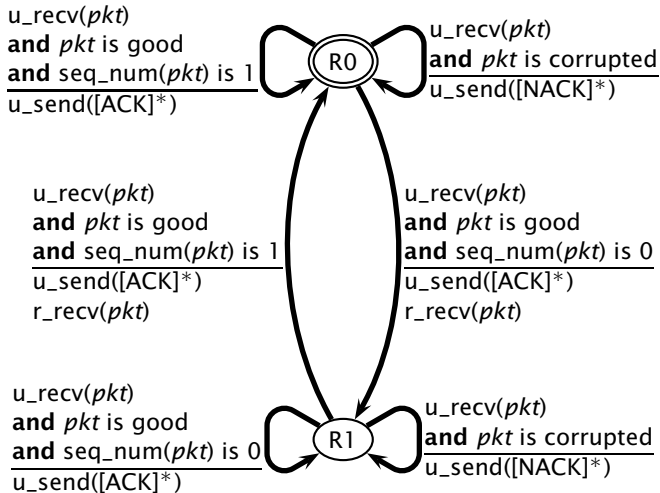 u_recv(pkt)
and pkt is good
and seq_num(pkt) is 1
u_send([ACK]*)
R0
u_recv(pkt)
and pkt is corrupted
u_send([NACK]*)
u_recv(pkt)
and pkt is good
and seq_num(pkt) is 1
u_send([ACK]*)
r_recv(pkt)
u_recv(pkt)
and pkt is good
and seq_num(pkt) is 0
u_send([ACK]*)
r_recv(pkt)
u_recv(pkt)
and pkt is good
and seq_num(pkt) is 0
u_send([ACK]*)
R1
u_recv(pkt)
and pkt is corrupted
u_send([NACK]*)